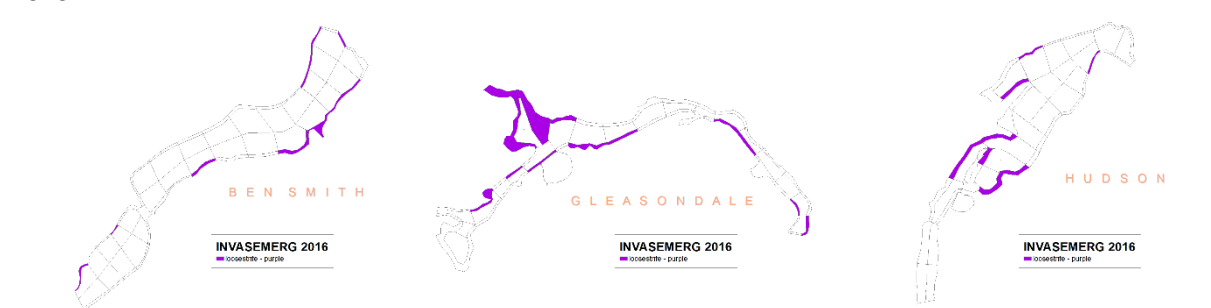 BEN SMITH
GLEASONDALE
HUDSON
INVASEMERG 2016
loosestrife - purple
INVASEMERG 2016
loosestrife - purple
INVASEMERG 2016
loosestrife - purple